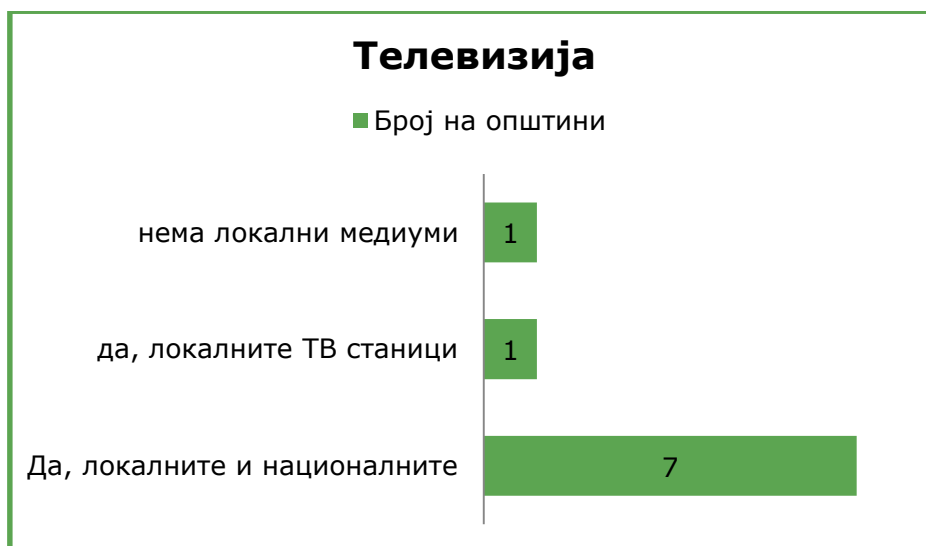 Телевизија
Број на општини
нема локални медиуми 1
да, локалните ТВ станици 1
Да, локалните и националните 7